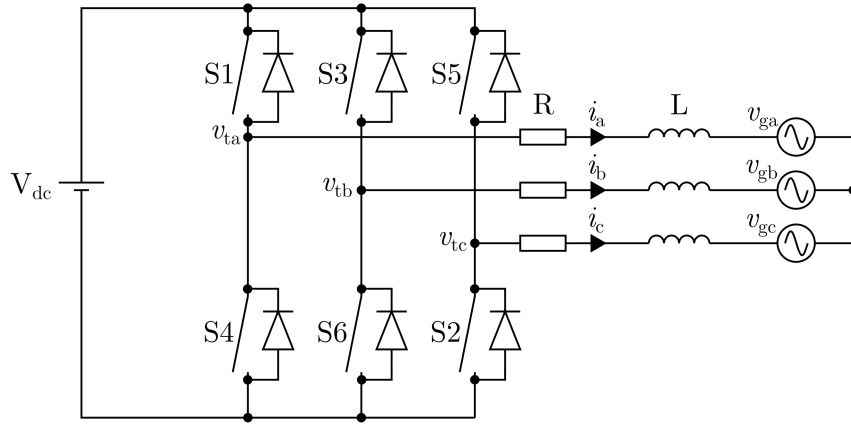 S1 S3 S5
R i_a L v_ga
v_ta
V_dc v_tb i_b v_gb
v_tc i_c v_gc
S4 S6 S2